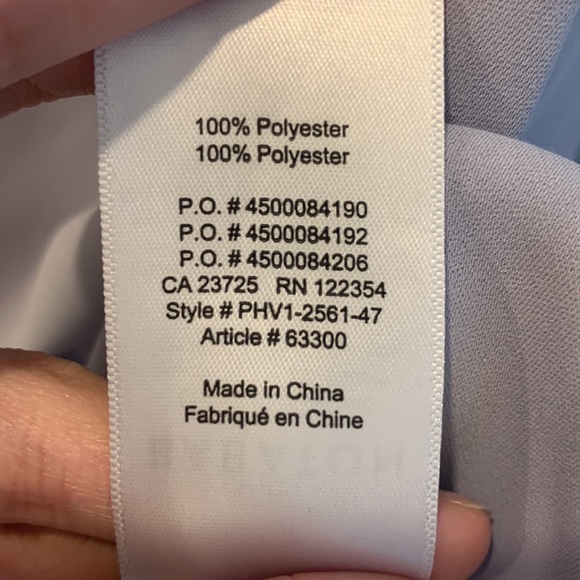 100% Polyester
100% Polyester
P.O. # 4500084190
P.O. # 4500084192
P.O. # 4500084206
CA 23725 RN 122354
Style # PHV1-2561-47
Article # 63300
Made in China
Fabriqué en Chine